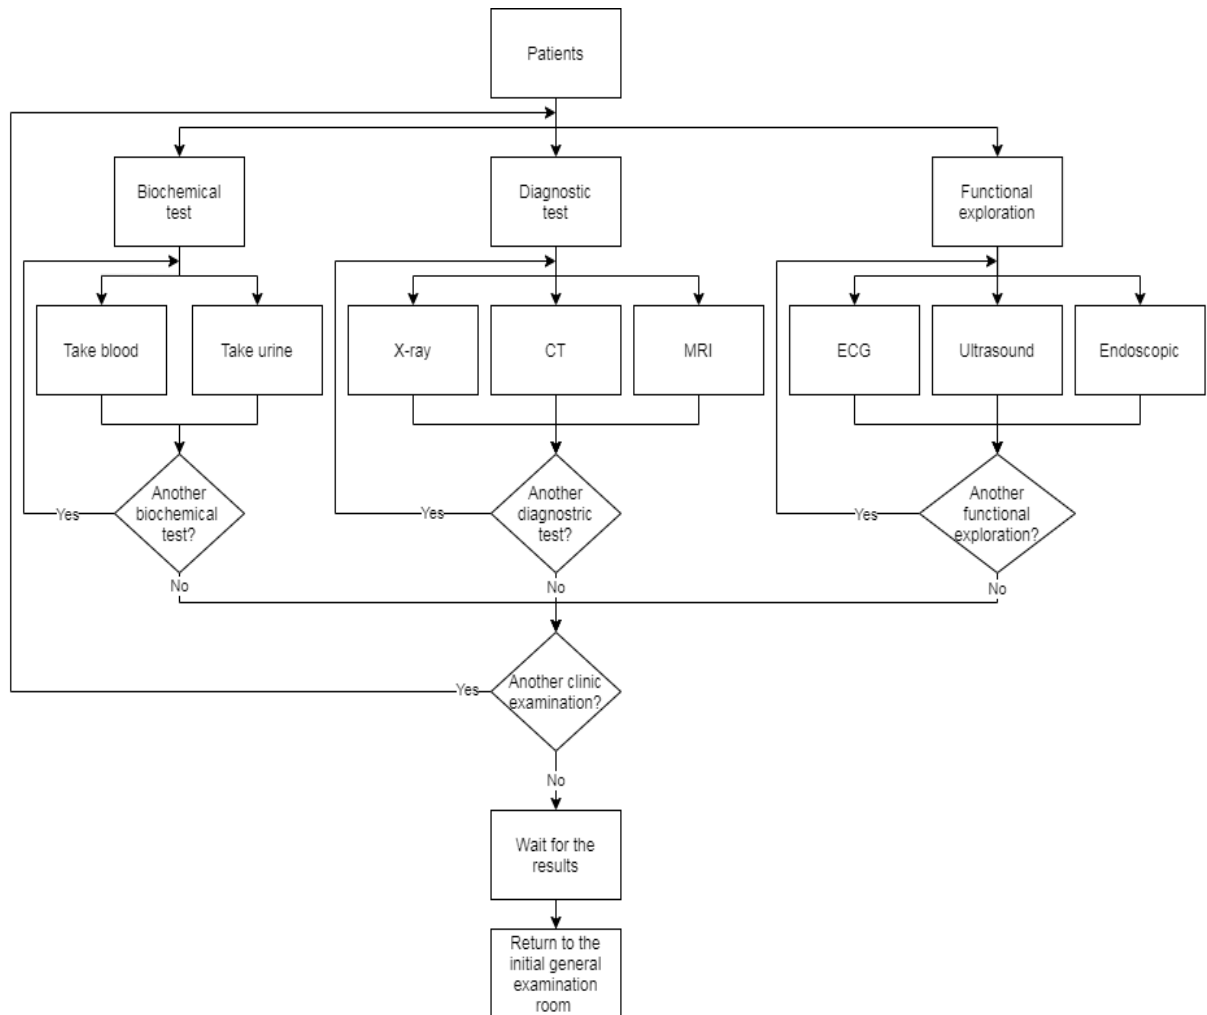 Patients
Biochemical
test
Diagnostic
test
Functional
exploration
Take blood
Take urine
X-ray
CT
MRI
ECG
Ultrasound
Endoscopic
Another
biochemical
test?
Yes
Another
diagnostric
test?
Yes
Another
functional
exploration?
Yes
No
No
No
Another clinic
examination?
Yes
No
Wait for the
results
Return to the
initial general
examination
room